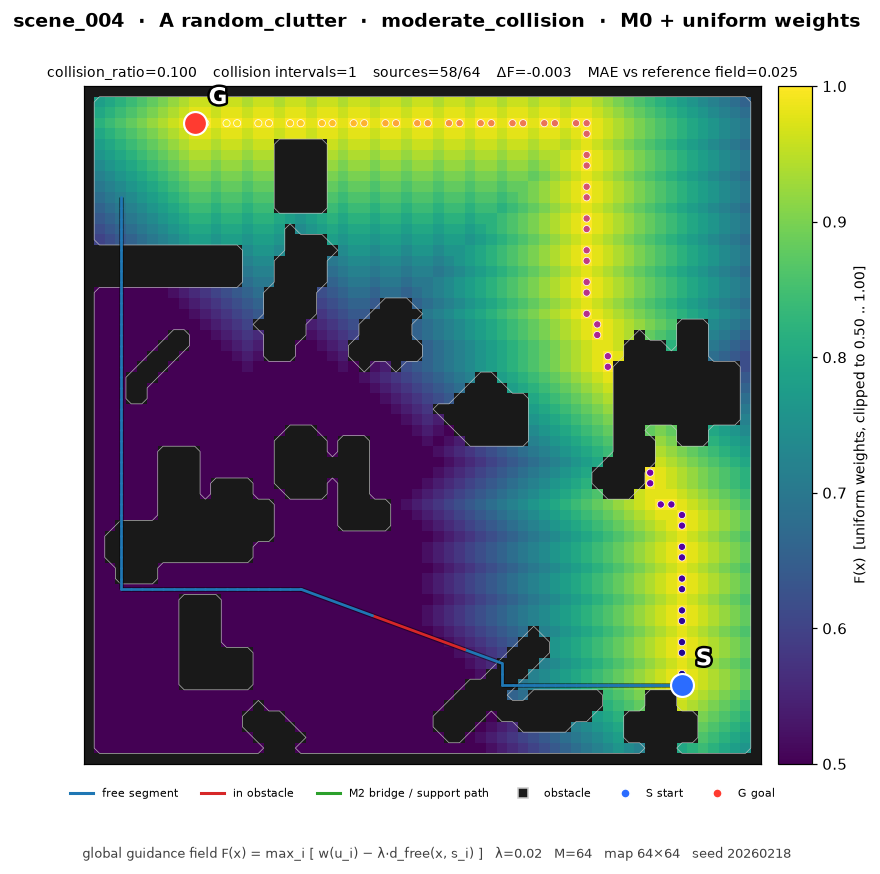 scene_004 · A random_clutter · moderate_collision · M0 + uniform weights
collision_ratio=0.100 collision intervals=1 sources=58/64 ΔF=-0.003 MAE vs reference field=0.025
G
S
1.0
0.9
0.8
0.7
0.6
0.5
F(x) [uniform weights, clipped to 0.50 .. 1.00]
free segment
in obstacle
M2 bridge / support path
obstacle
S start
G goal
global guidance field F(x) = max_i [ w(u_i) − λ·d_free(x, s_i) ] λ=0.02 M=64 map 64×64 seed 20260218